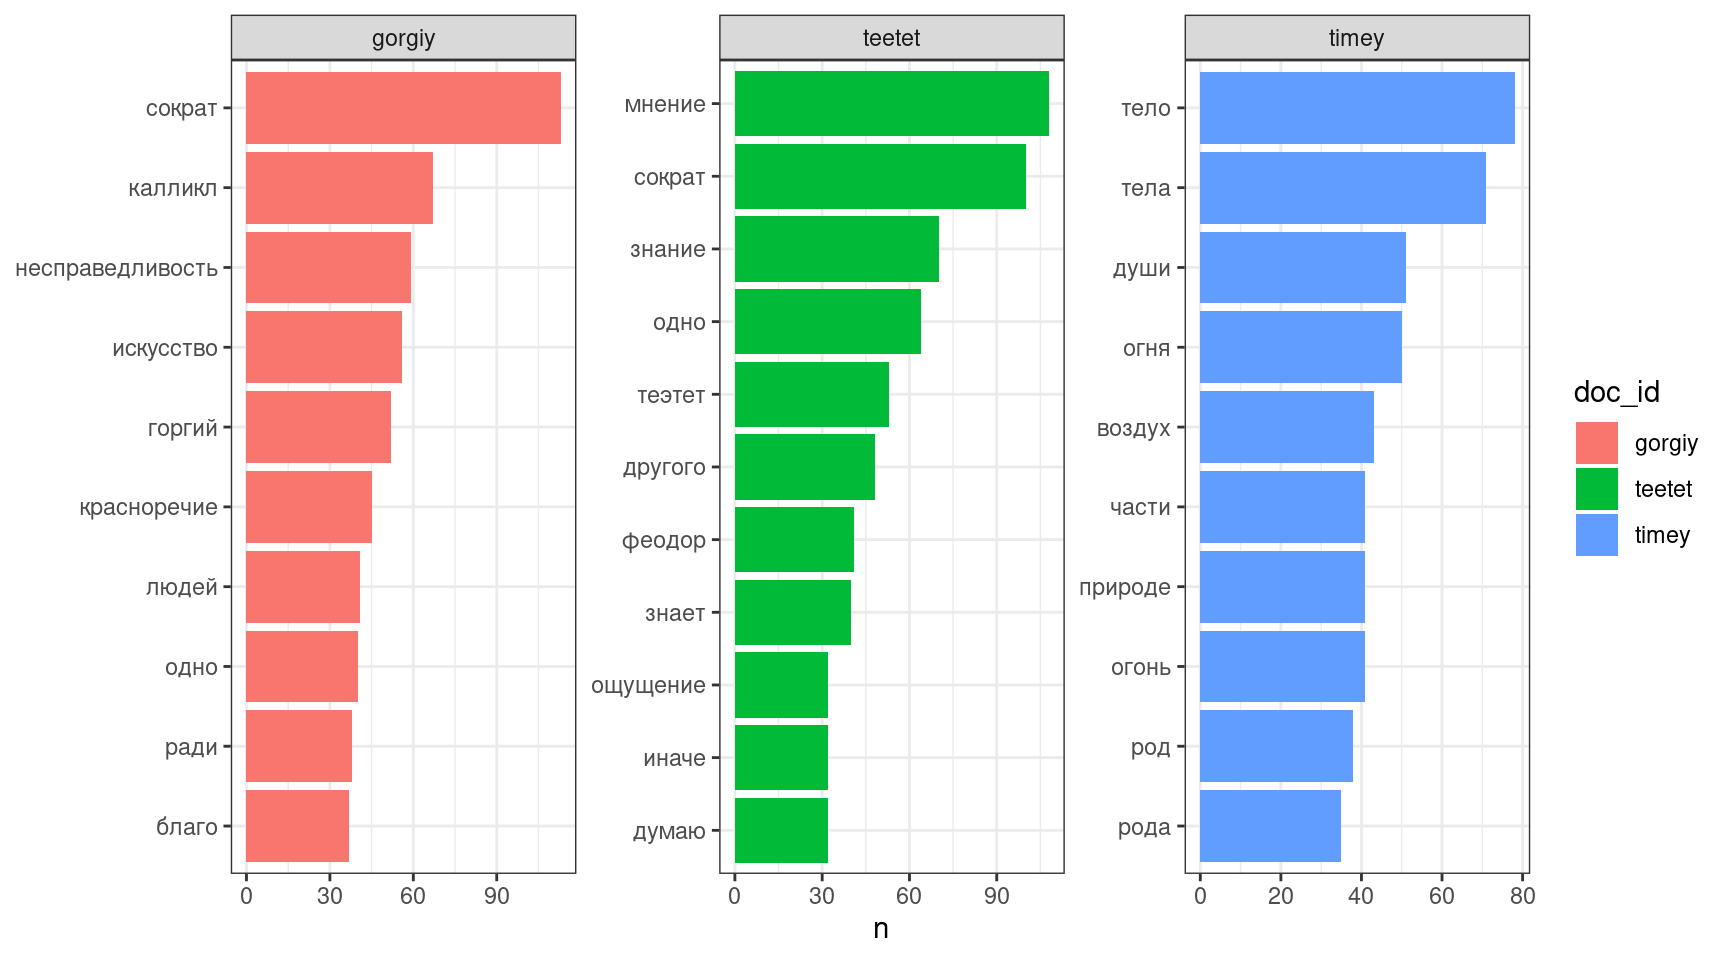 gorgiy
сократ
калликл
несправедливость
искусство
горгий
красноречие
людей
одно
ради
благо
0 30 60 90
teetet
мнение
сократ
знание
одно
теэтет
другого
феодор
знает
ощущение
иначе
думаю
0 30 60 90
timey
тело
тела
души
огня
воздух
части
природе
огонь
род
рода
0 20 40 60 80
n
doc_id
gorgiy
teetet
timey